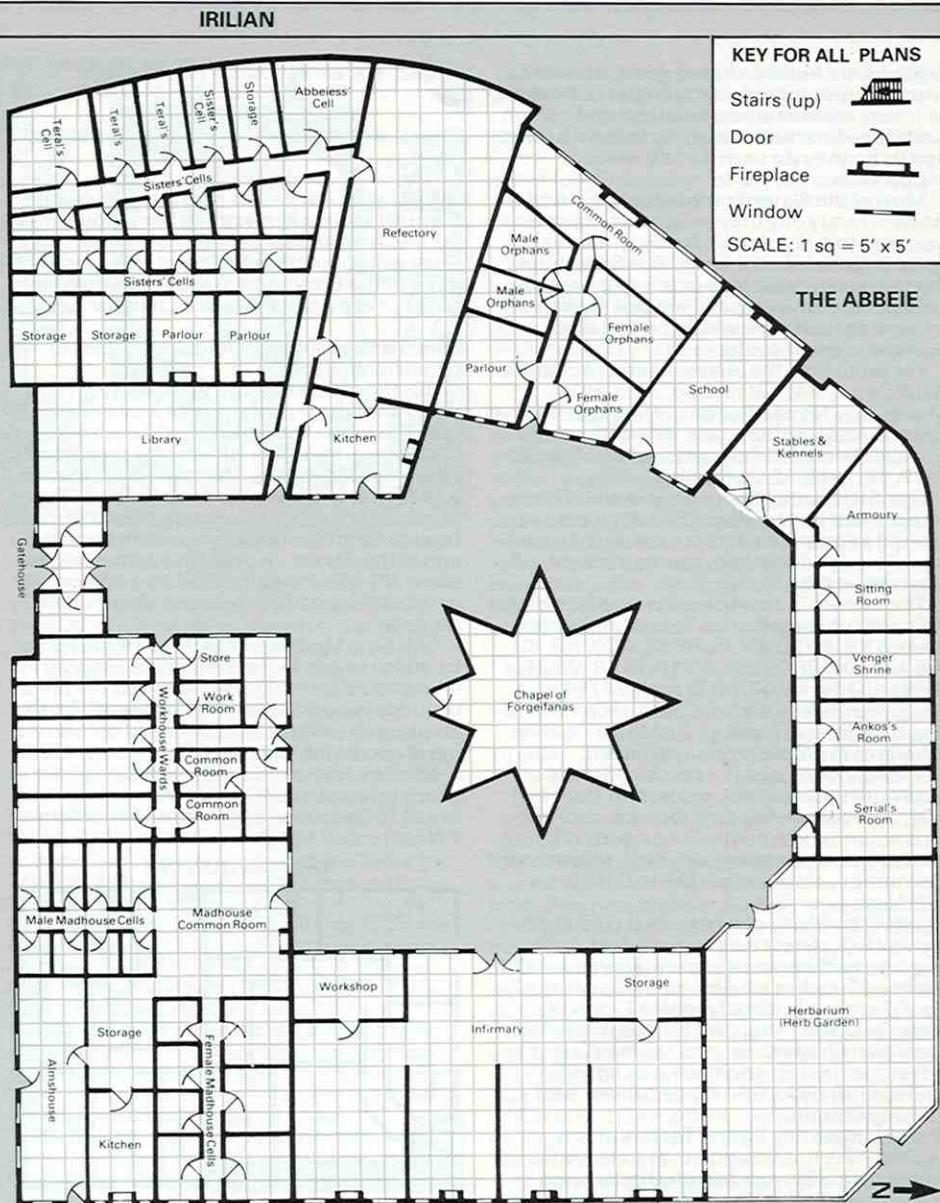 IRILIAN
KEY FOR ALL PLANS
Stairs (up)
Door
Fireplace
Window
SCALE: 1 sq = 5' x 5'
THE ABBEIE
Teral's
Cell
Teral's
Teral's
Sister's
Cell
Storage
Abbeiess'
Cell
Sisters' Cells
Refectory
Common Room
Male
Orphans
Male
Orphans
Sisters' Cells
Female
Orphans
Storage
Storage
Parlour
Parlour
Parlour
Female
Orphans
School
Library
Kitchen
Stables &
Kennels
Armoury
Gatehouse
Sitting
Room
Store
Venger
Shrine
Work
Room
Chapel of
Forgeifanas
Workhouse Wards
Ankos's
Room
Common
Room
Common
Room
Serial's
Room
Male Madhouse Cells
Madhouse
Common Room
Workshop
Storage
Infirmary
Herbarium
(Herb Garden)
Storage
Almshouse
Female Madhouse Cells
Kitchen
N